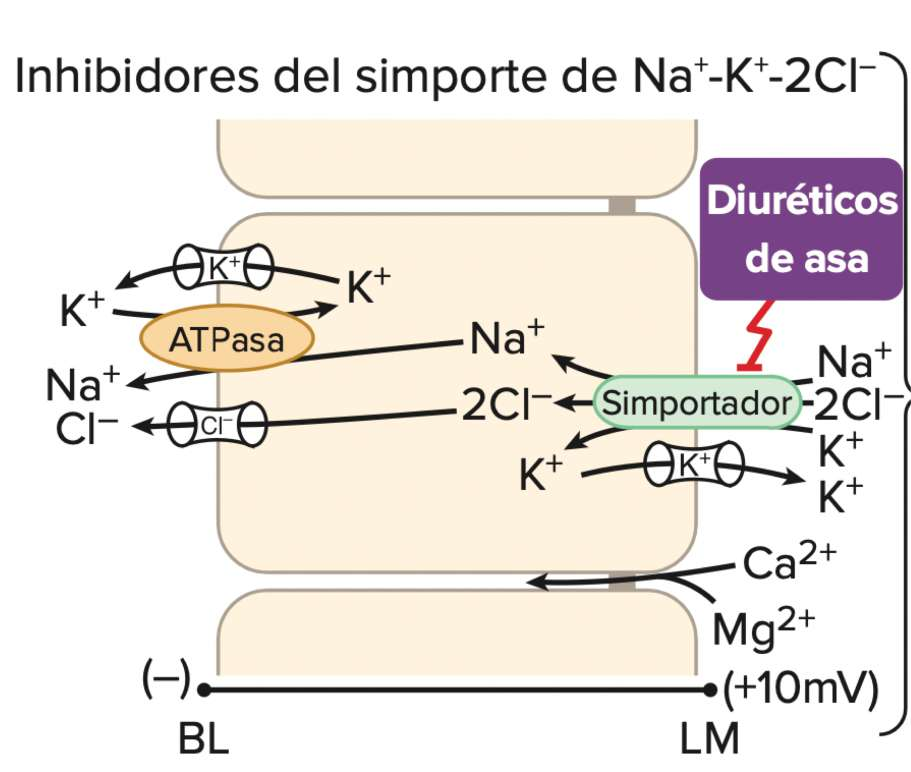 Inhibidores del simporte de Na⁺-K⁺-2Cl⁻
Diuréticos
de asa
K⁺
K⁺
K⁺
ATPasa
Na⁺
Na⁺
Cl⁻
Cl⁻
2Cl⁻
Simportador
Na⁺
2Cl⁻
K⁺
K⁺
K⁺
K⁺
Ca²⁺
Mg²⁺
(–)
(+10mV)
BL
LM